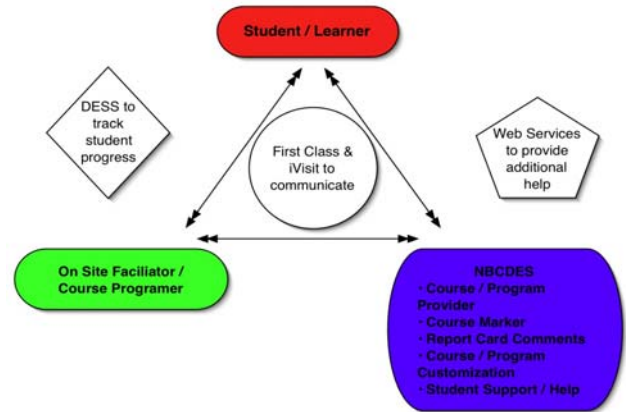 Student / Learner
DESS to
track
student
progress
First Class &
iVisit to
communicate
Web Services
to provide
additional
help
On Site Faciliator /
Course Programer
NBCDES
· Course / Program
Provider
· Course Marker
· Report Card Comments
· Course / Program
Customization
· Student Support / Help